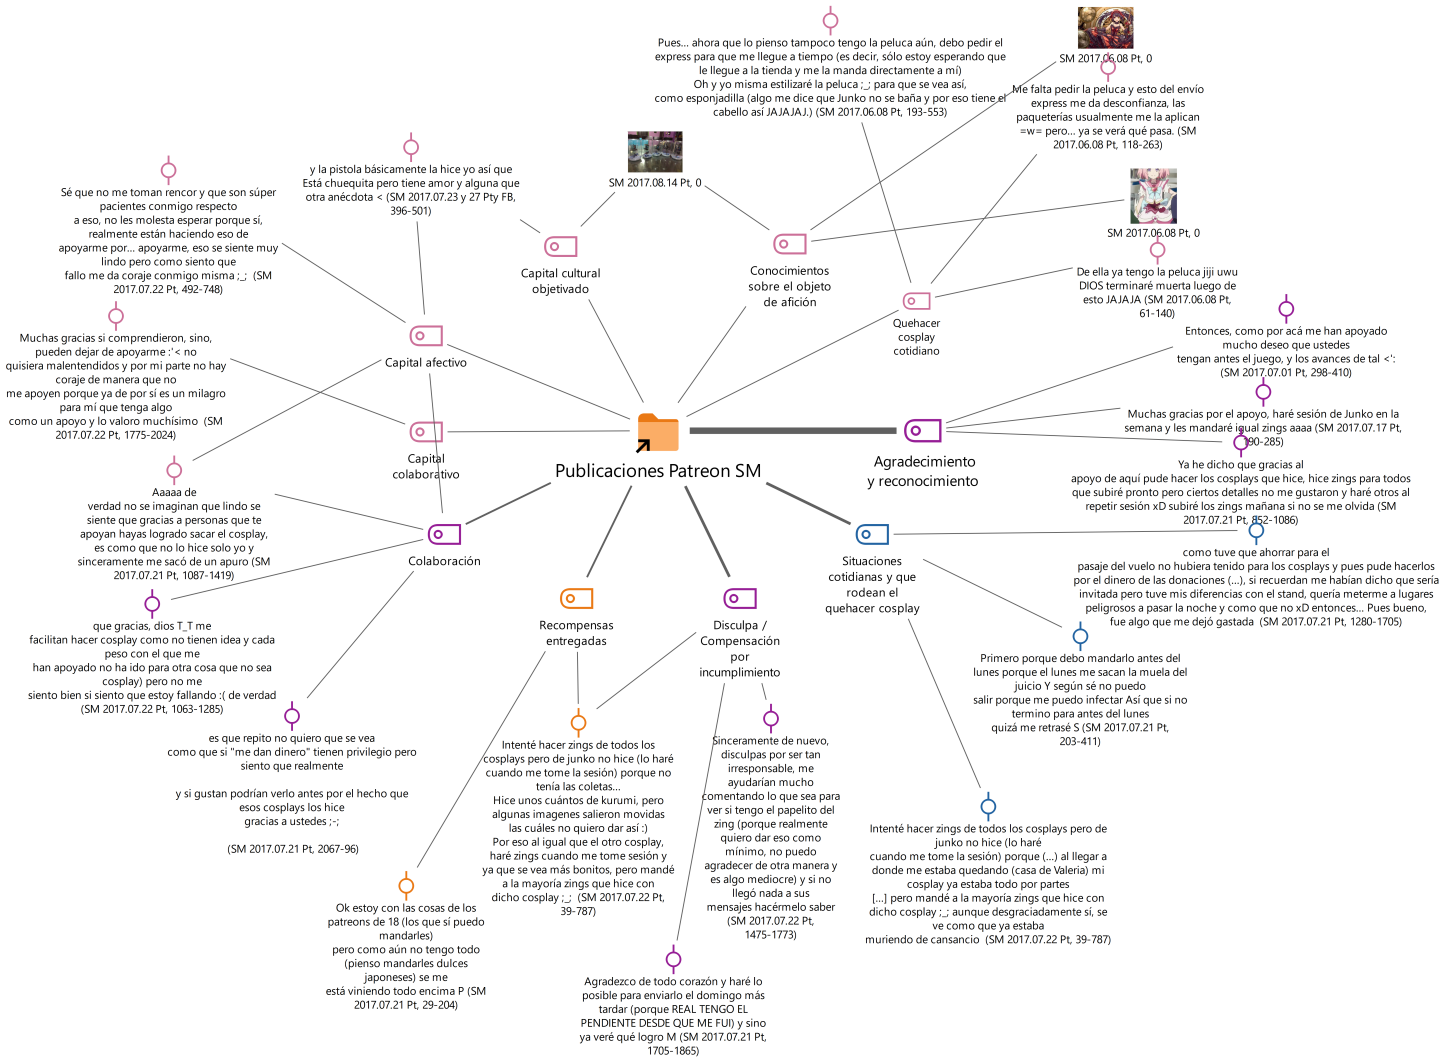 Pues... ahora que lo pienso tampoco tengo la peluca aún, debo pedir el
express para que me llegue a tiempo (es decir, sólo estoy esperando que
le llegue a la tienda y me la manda directamente a mí)
Oh y yo misma estilizaré la peluca ;_; para que se vea así,
como esponjadilla (algo me dice que Junko no se baña y por eso tiene el
cabello así JAJAJAJ.) (SM 2017.06.08 Pt, 193-553)
SM 2017.06.08 Pt, 0
Me falta pedir la peluca y esto del envío
express me da desconfianza, las
paqueterías usualmente me la aplican
=w= pero... ya se verá qué pasa. (SM
2017.06.08 Pt, 118-263)
SM 2017.08.14 Pt, 0
y la pistola básicamente la hice yo así que
Está chuequita pero tiene amor y alguna que
otra anécdota < (SM 2017.07.23 y 27 Pty FB,
396-501)
Sé que no me toman rencor y que son súper
pacientes conmigo respecto
a eso, no les molesta esperar porque sí,
realmente están haciendo eso de
apoyarme por... apoyarme, eso se siente muy
lindo pero como siento que
fallo me da coraje conmigo misma ;_;  (SM
2017.07.22 Pt, 492-748)
SM 2017.06.08 Pt, 0
De ella ya tengo la peluca jiji uwu
DIOS terminaré muerta luego de
esto JAJAJA (SM 2017.06.08 Pt,
61-140)
Capital cultural
objetivado
Conocimientos
sobre el objeto
de afición
Quehacer
cosplay
cotidiano
Muchas gracias si comprendieron, sino,
pueden dejar de apoyarme :'< no
quisiera malentendidos y por mi parte no hay
coraje de manera que no
me apoyen porque ya de por sí es un milagro
para mí que tenga algo
como un apoyo y lo valoro muchísimo  (SM
2017.07.22 Pt, 1775-2024)
Capital afectivo
Entonces, como por acá me han apoyado
mucho deseo que ustedes
tengan antes el juego, y los avances de tal <':
(SM 2017.07.01 Pt, 298-410)
Muchas gracias por el apoyo, haré sesión de Junko en la
semana y les mandaré igual zings aaaa (SM 2017.07.17 Pt,
190-285)
Capital
colaborativo
Publicaciones Patreon SM
Agradecimiento
y reconocimiento
Ya he dicho que gracias al
apoyo de aquí pude hacer los cosplays que hice, hice zings para todos
que subiré pronto pero ciertos detalles no me gustaron y haré otros al
repetir sesión xD subiré los zings mañana si no se me olvida (SM
2017.07.21 Pt, 852-1086)
Aaaaa de
verdad no se imaginan que lindo se
siente que gracias a personas que te
apoyan hayas logrado sacar el cosplay,
es como que no lo hice solo yo y
sinceramente me sacó de un apuro (SM
2017.07.21 Pt, 1087-1419)
Colaboración
Situaciones
cotidianas y que
rodean el
quehacer cosplay
como tuve que ahorrar para el
pasaje del vuelo no hubiera tenido para los cosplays y pues pude hacerlos
por el dinero de las donaciones (...), si recuerdan me habían dicho que sería
invitada pero tuve mis diferencias con el stand, quería meterme a lugares
peligrosos a pasar la noche y como que no xD entonces... Pues bueno,
fue algo que me dejó gastada  (SM 2017.07.21 Pt, 1280-1705)
Recompensas
entregadas
Disculpa /
Compensación
por
incumplimiento
que gracias, dios T_T me
facilitan hacer cosplay como no tienen idea y cada
peso con el que me
han apoyado no ha ido para otra cosa que no sea
cosplay) pero no me
siento bien si siento que estoy fallando :( de verdad
(SM 2017.07.22 Pt, 1063-1285)
Primero porque debo mandarlo antes del
lunes porque el lunes me sacan la muela del
juicio Y según sé no puedo
salir porque me puedo infectar Así que si no
termino para antes del lunes
quizá me retrasé S (SM 2017.07.21 Pt,
203-411)
es que repito no quiero que se vea
como que si "me dan dinero" tienen privilegio pero
siento que realmente
y si gustan podrían verlo antes por el hecho que
esos cosplays los hice
gracias a ustedes ;-;
(SM 2017.07.21 Pt, 2067-96)
Intenté hacer zings de todos los
cosplays pero de junko no hice (lo haré
cuando me tome la sesión) porque no
tenía las coletas...
Hice unos cuántos de kurumi, pero
algunas imagenes salieron movidas
las cuáles no quiero dar así :)
Por eso al igual que el otro cosplay,
haré zings cuando me tome sesión y
ya que se vea más bonitos, pero mandé
a la mayoría zings que hice con
dicho cosplay ;_;  (SM 2017.07.22 Pt,
39-787)
Sinceramente de nuevo,
disculpas por ser tan
irresponsable, me
ayudarían mucho
comentando lo que sea para
ver si tengo el papelito del
zing (porque realmente
quiero dar eso como
mínimo, no puedo
agradecer de otra manera y
es algo mediocre) y si no
llegó nada a sus
mensajes hacérmelo saber
(SM 2017.07.22 Pt,
1475-1773)
Intenté hacer zings de todos los cosplays pero de
junko no hice (lo haré
cuando me tome la sesión) porque (...) al llegar a
donde me estaba quedando (casa de Valeria) mi
cosplay ya estaba todo por partes
[...] pero mandé a la mayoría zings que hice con
dicho cosplay ;_; aunque desgraciadamente sí, se
ve como que ya estaba
muriendo de cansancio  (SM 2017.07.22 Pt, 39-787)
Ok estoy con las cosas de los
patreons de 18 (los que sí puedo
mandarles)
pero como aún no tengo todo
(pienso mandarles dulces
japoneses) se me
está viniendo todo encima P (SM
2017.07.21 Pt, 29-204)
Agradezco de todo corazón y haré lo
posible para enviarlo el domingo más
tardar (porque REAL TENGO EL
PENDIENTE DESDE QUE ME FUI) y sino
ya veré qué logro M (SM 2017.07.21 Pt,
1705-1865)